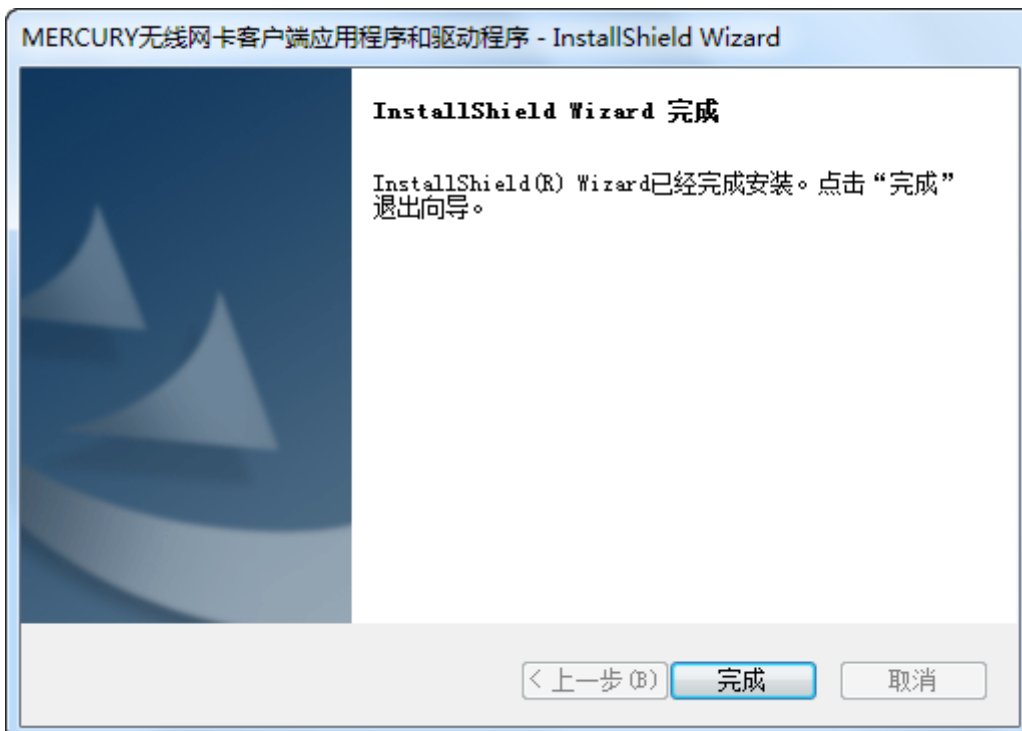 MERCURY无线网卡客户端应用程序和驱动程序 - InstallShield Wizard
InstallShield Wizard 完成
InstallShield(R) Wizard已经完成安装。点击“完成”
退出向导。
< 上一步(B) 完成 取消